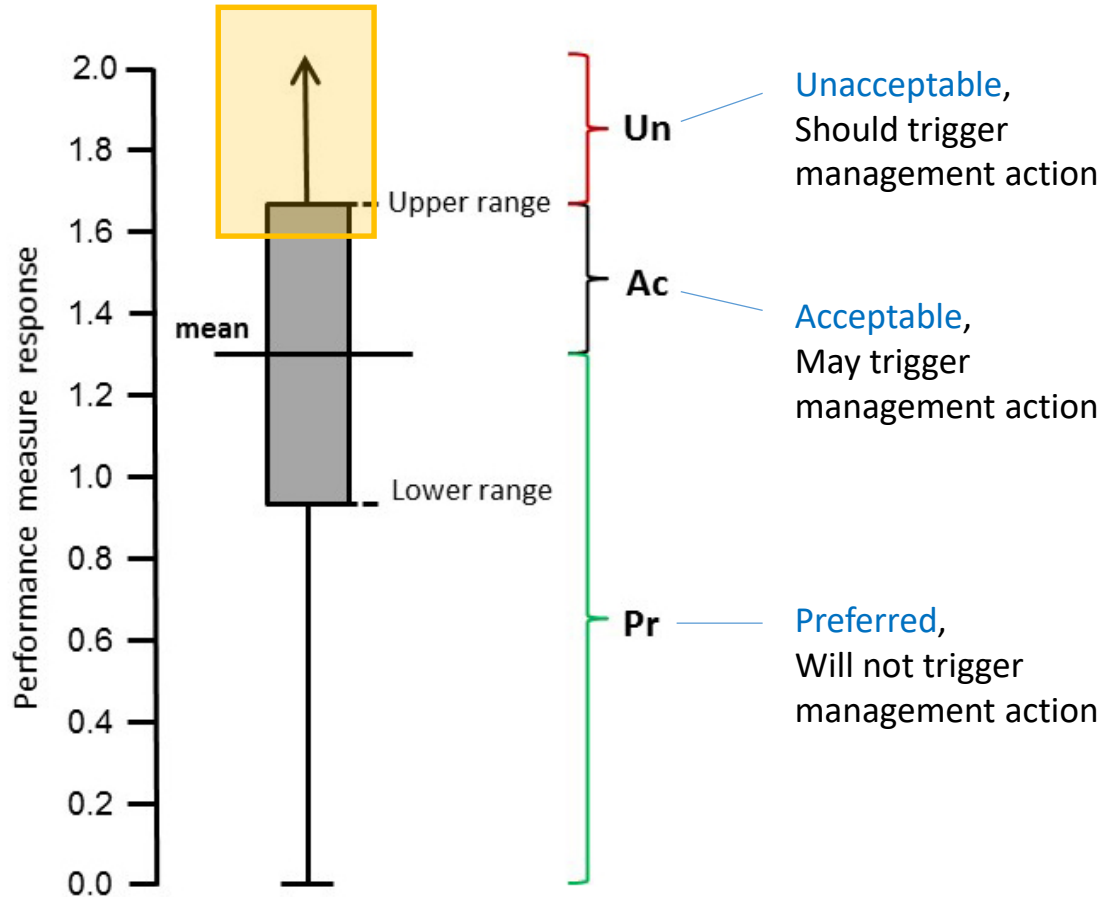 Performance measure response
2.0
1.8
1.6
1.4
1.2
1.0
0.8
0.6
0.4
0.2
0.0
mean
Upper range
Lower range
Un
Ac
Pr
Unacceptable,
Should trigger
management action
Acceptable,
May trigger
management action
Preferred,
Will not trigger
management action